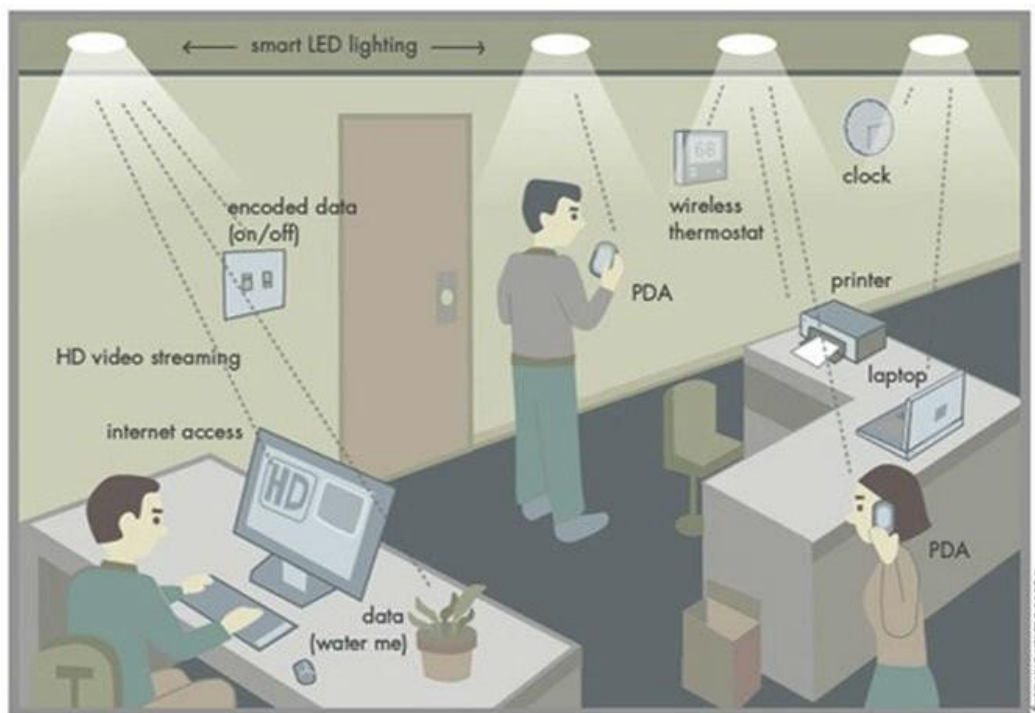 smart LED lighting
encoded data
(on/off)
68
clock
wireless
thermostat
PDA
printer
HD video streaming
laptop
internet access
HD
PDA
data
(water me)